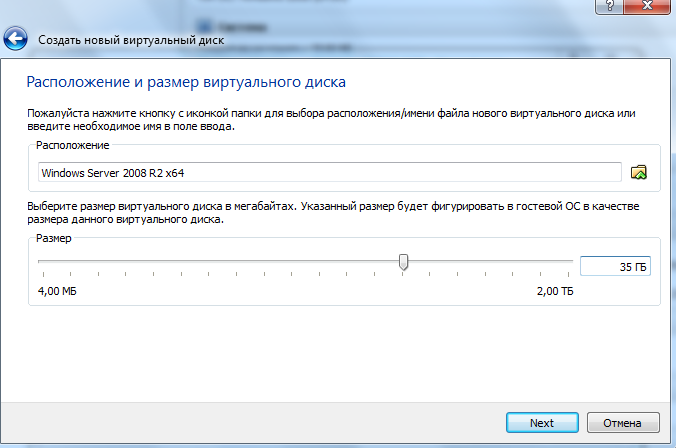 Создать новый виртуальный диск
Расположение и размер виртуального диска
Пожалуйста нажмите кнопку с иконкой папки для выбора расположения/имени файла нового виртуального диска или
введите необходимое имя в поле ввода.
Расположение
Windows Server 2008 R2 x64
Выберите размер виртуального диска в мегабайтах. Указанный размер будет фигурировать в гостевой ОС в качестве
размера данного виртуального диска.
Размер
35 ГБ
4,00 МБ 2,00 ТБ
Next Отмена